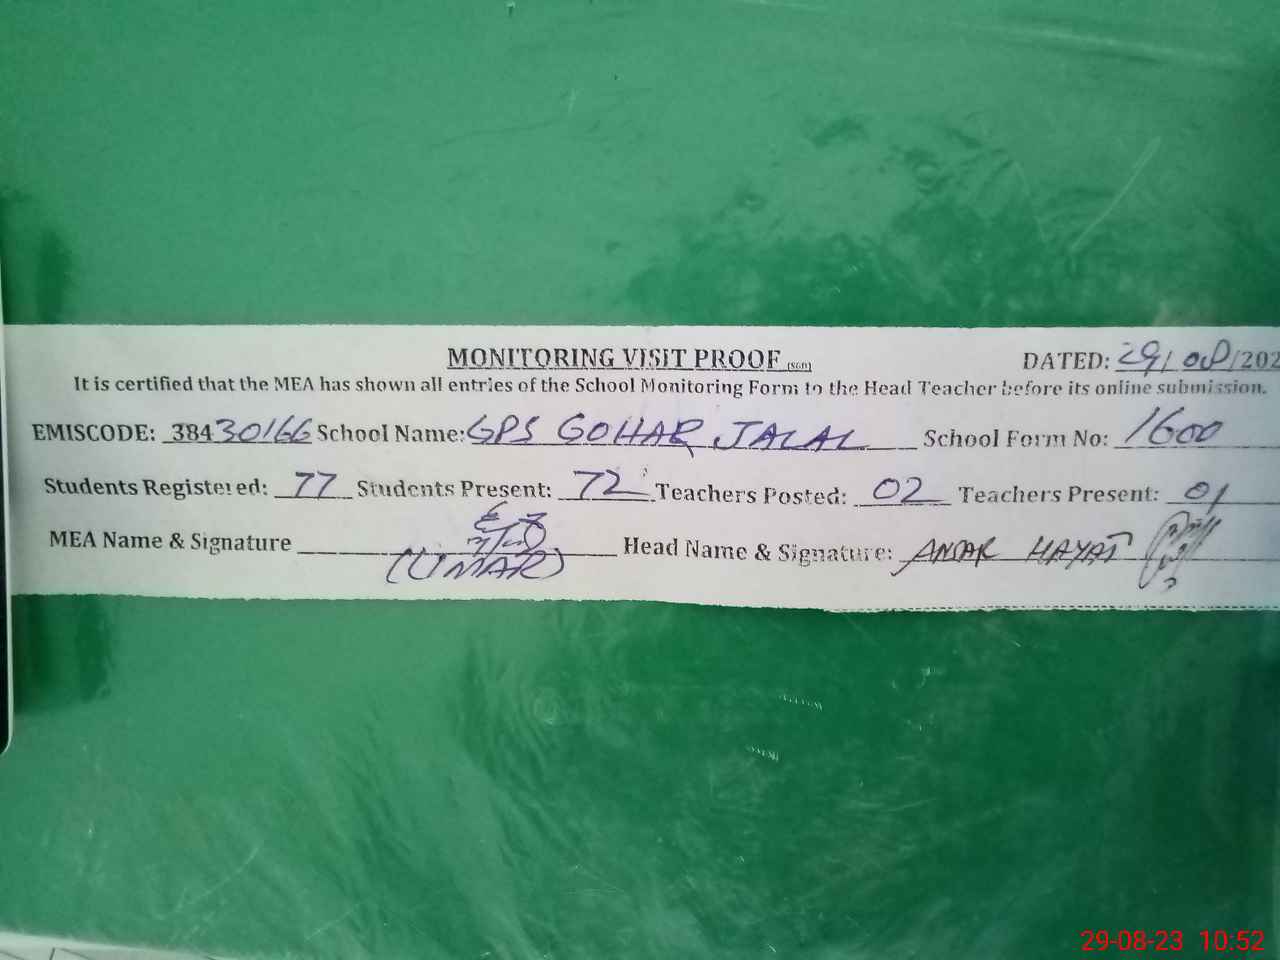 MONITORING VISIT PROOF (SGD) DATED: 29/08/202
It is certified that the MEA has shown all entries of the School Monitoring Form to the Head Teacher before its online submission.
EMISCODE: 38430166 School Name: GPS GOHAR JALAL School Form No: 1600
Students Registered: 77 Students Present: 72 Teachers Posted: 02 Teachers Present: 01
MEA Name & Signature (UMAR) Head Name & Signature: HAYAT
29-08-23 10:52